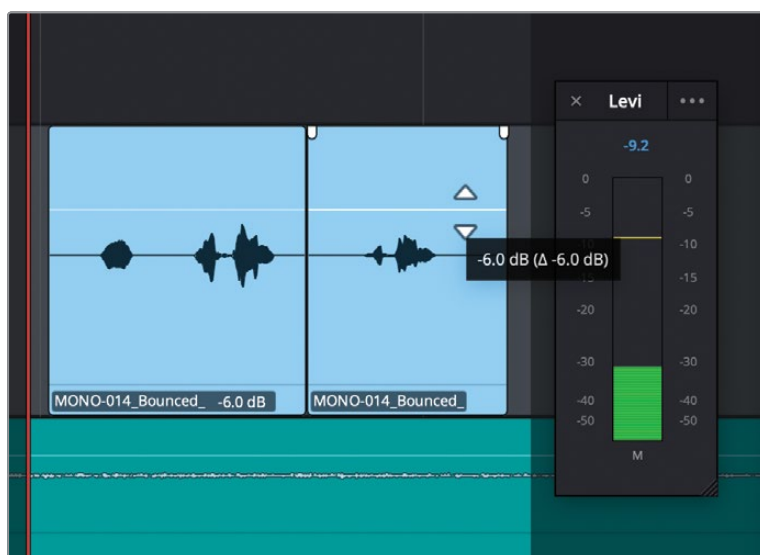 × Levi •••
-9.2
0 0
-5 -5
-10
-6.0 dB (Δ -6.0 dB)
-15
-20 -20
-30 -30
-40 -40
-50 -50
M
MONO-014_Bounced_ -6.0 dB
MONO-014_Bounced_